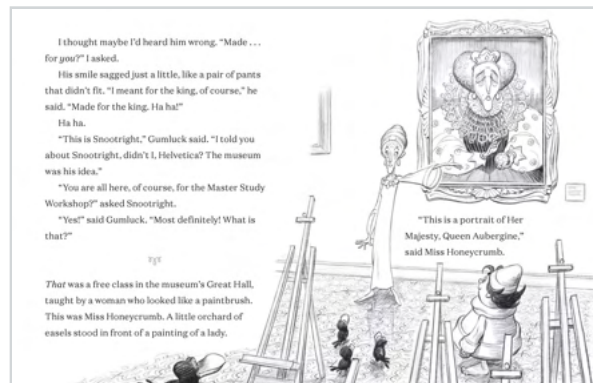 I thought maybe I'd heard him wrong. "Made . . .
for you?" I asked.
His smile sagged just a little, like a pair of pants
that didn't fit. "I meant for the king, of course," he
said. "Made for the king. Ha ha!"
Ha ha.
"This is Snootright," Gumluck said. "I told you
about Snootright, didn't I, Helvetica? The museum
was his idea."
"You are all here, of course, for the Master Study
Workshop?" asked Snootright.
"Yes!" said Gumluck. "Most definitely! What is
that?"
That was a free class in the museum's Great Hall,
taught by a woman who looked like a paintbrush.
This was Miss Honeycrumb. A little orchard of
easels stood in front of a painting of a lady.
"This is a portrait of Her
Majesty, Queen Aubergine,"
said Miss Honeycrumb.